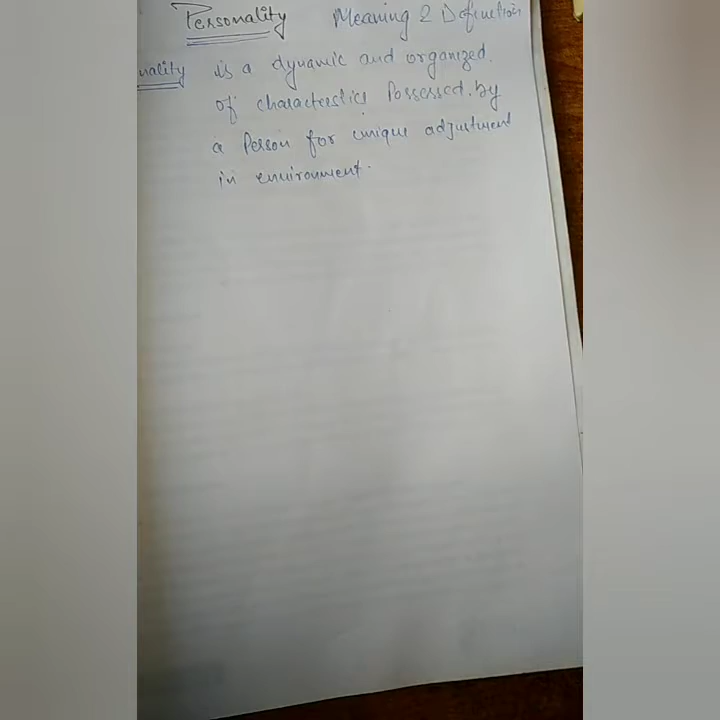 Personality Meaning & Definition
nality is a dynamic and organized.
of characteristics Possessed by
a Person for unique adjustment
in environment.